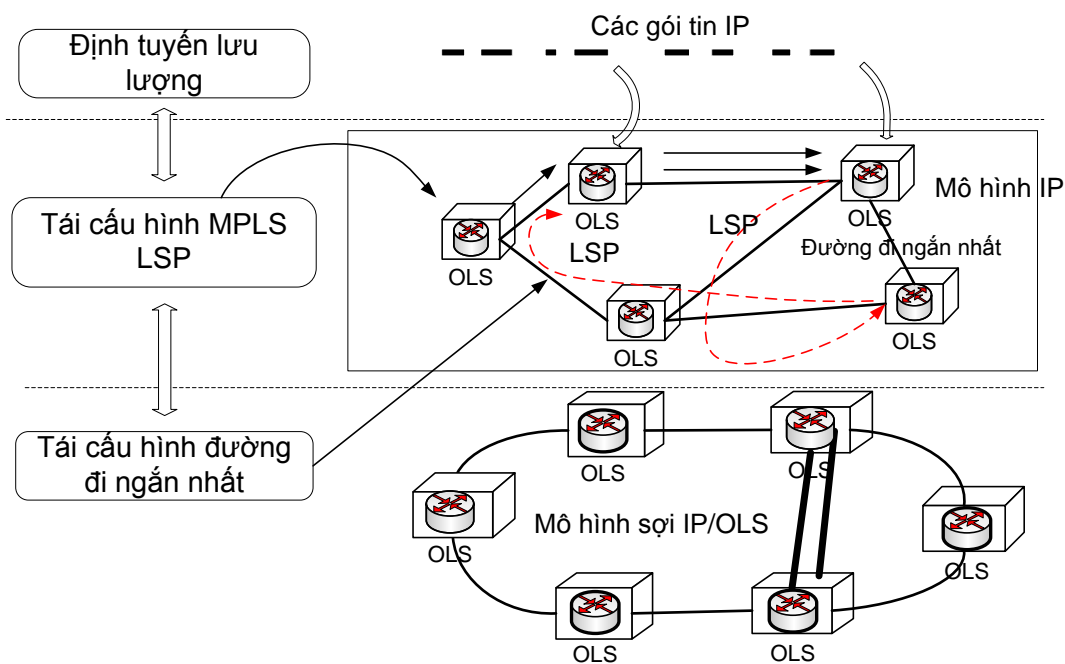 Các gói tin IP
Định tuyến lưu
lượng
Mô hình IP
OLS
OLS
LSP
LSP
Đường đi ngắn nhất
OLS
OLS
OLS
Tái cấu hình MPLS
LSP
Tái cấu hình đường
đi ngắn nhất
OLS
OLS
Mô hình sợi IP/OLS
OLS
OLS
OLS
OLS